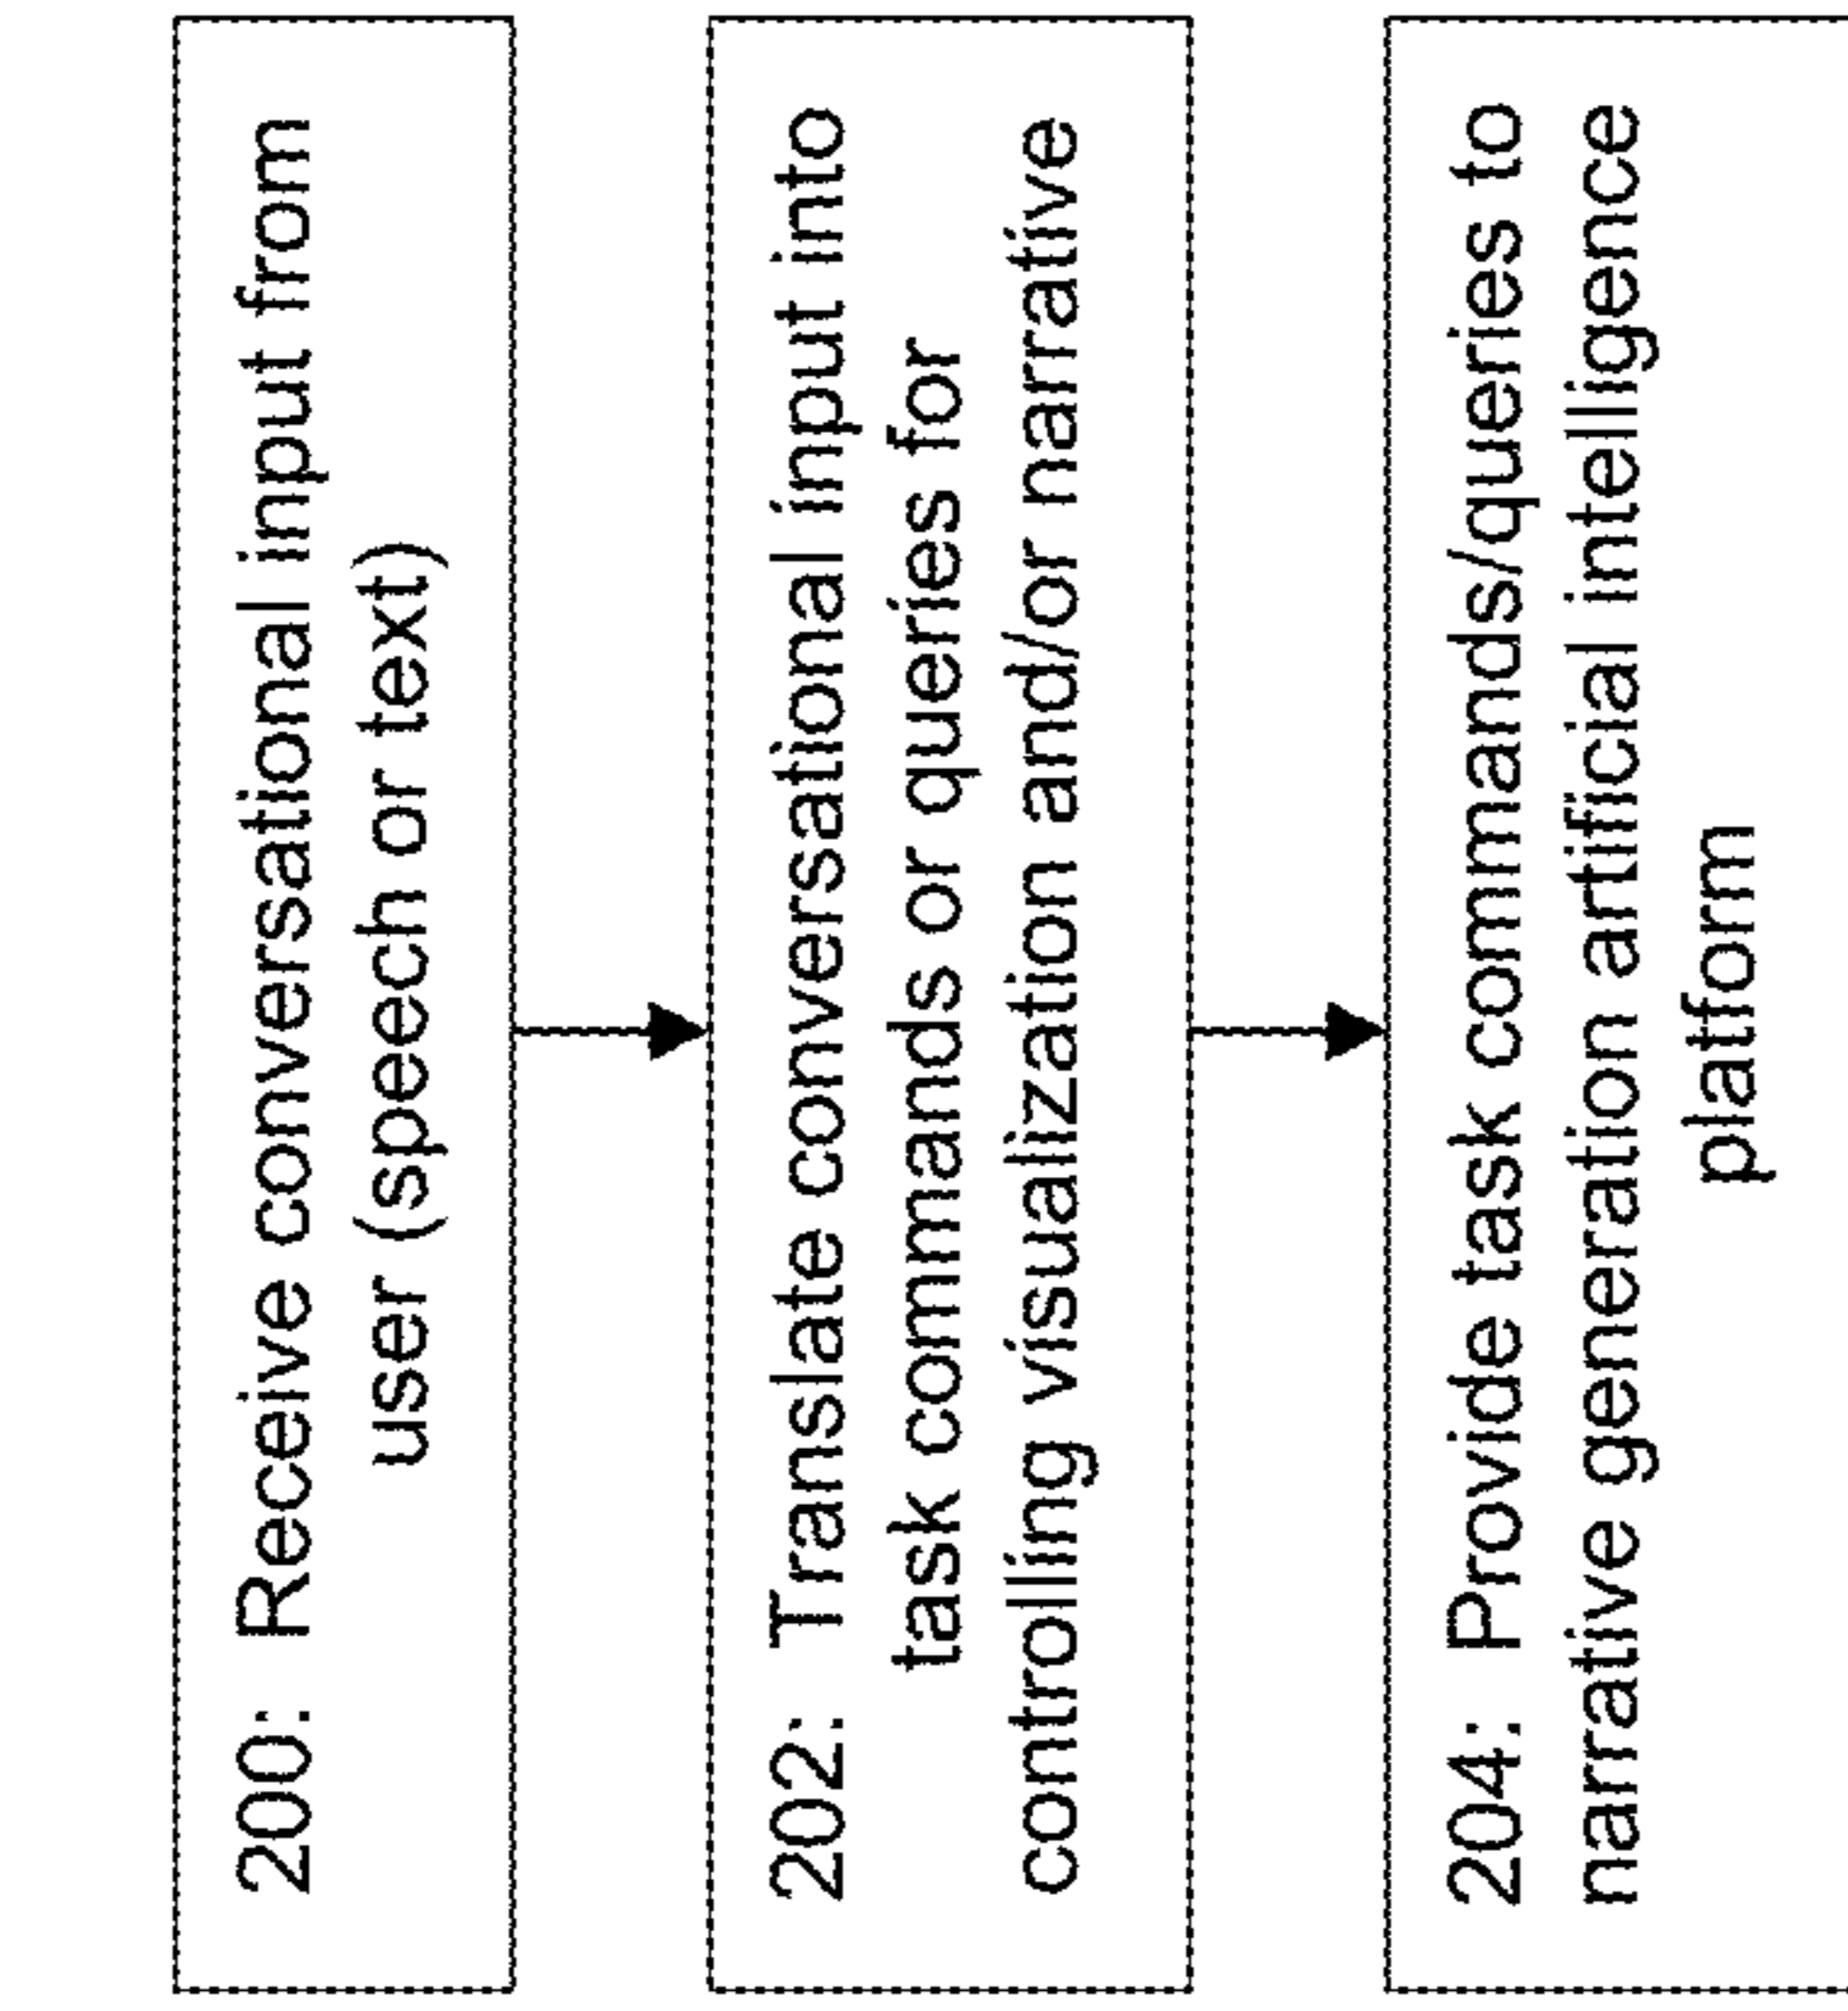 200: Receive conversational input from
user (speech or text)
202: Translate conversational input into
task commands or queries for
controlling visualization and/or narrative
204: Provide task commands/queries to
narrative generation artificial intelligence
platform